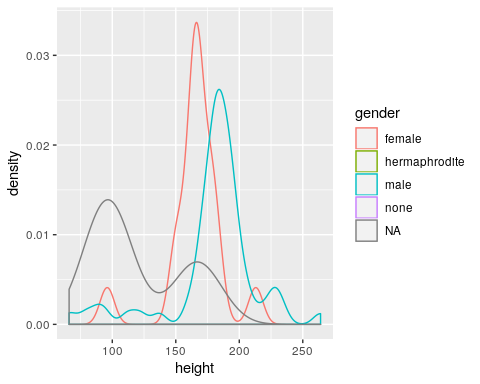 0.03
0.02
0.01
0.00
density
100
150
200
250
height
gender
female
hermaphrodite
male
none
NA